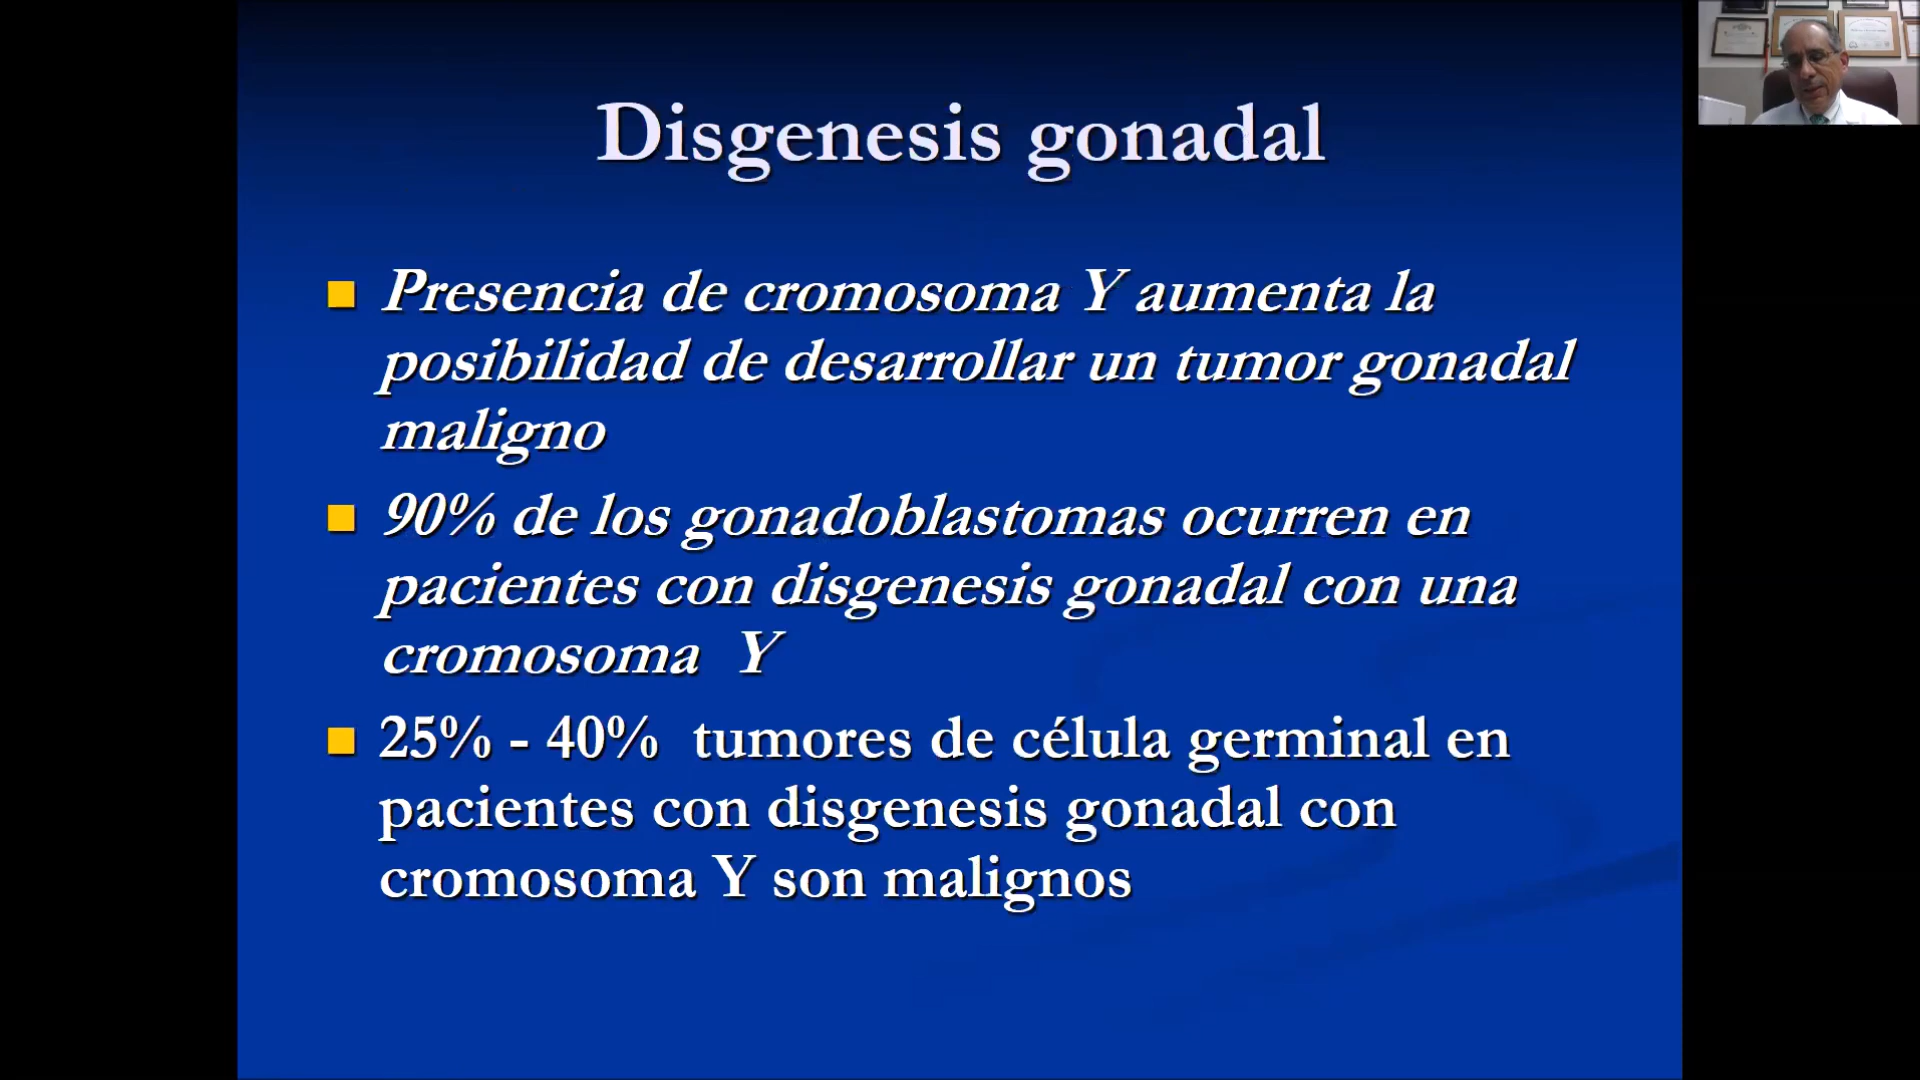 Disgenesis gonadal
Presencia de cromosoma Y aumenta la
posibilidad de desarrollar un tumor gonadal
maligno
90% de los gonadoblastomas ocurren en
pacientes con disgenesis gonadal con una
cromosoma Y
25% - 40% tumores de célula germinal en
pacientes con disgenesis gonadal con
cromosoma Y son malignos